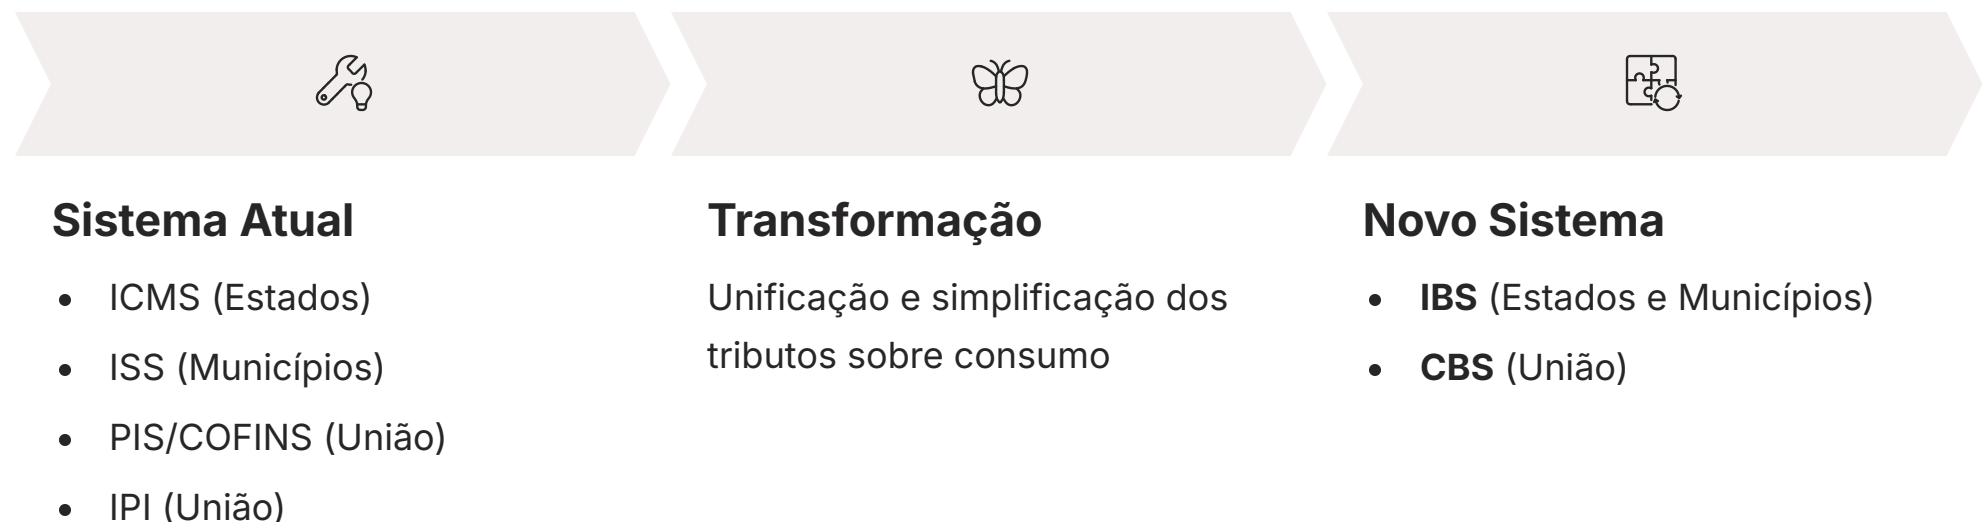 Sistema Atual
• ICMS (Estados)
• ISS (Municípios)
• PIS/COFINS (União)
• IPI (União)
Transformação
Unificação e simplificação dos
tributos sobre consumo
Novo Sistema
• IBS (Estados e Municípios)
• CBS (União)